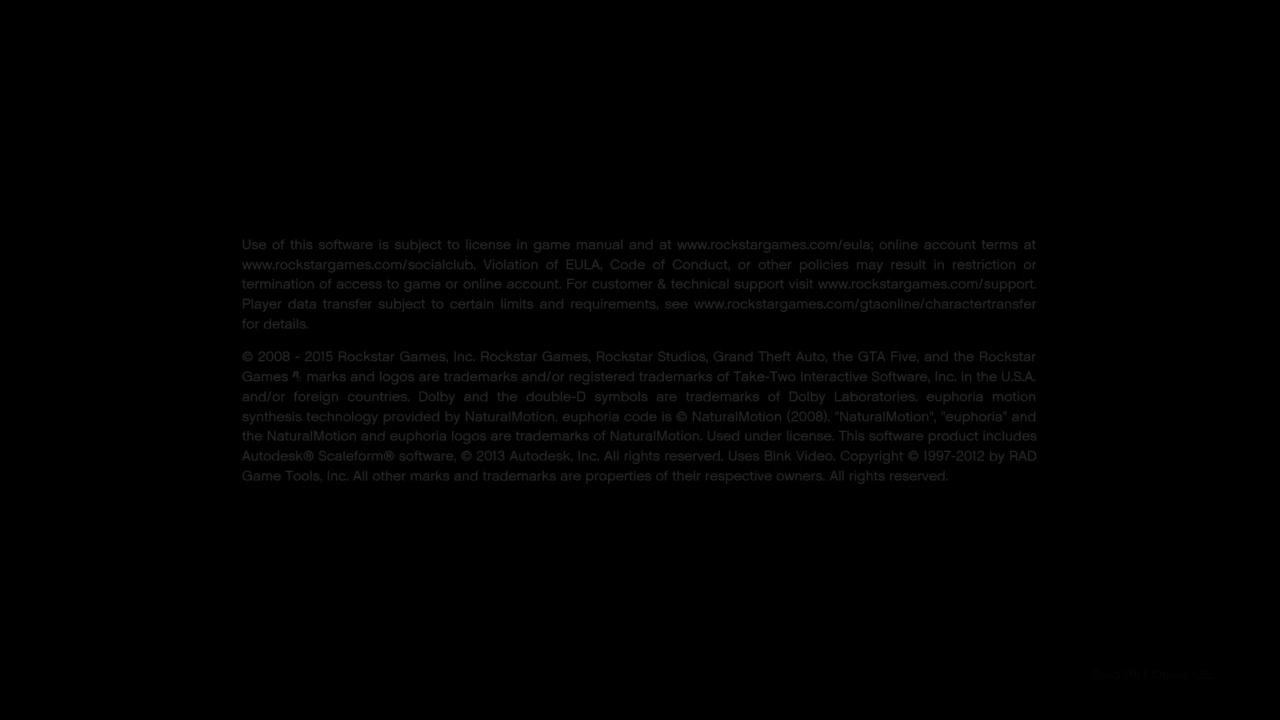 Use of this software is subject to license in game manual and at www.rockstargames.com/eula; online account terms at
www.rockstargames.com/socialclub. Violation of EULA, Code of Conduct, or other policies may result in restriction or
termination of access to game or online account. For customer & technical support visit www.rockstargames.com/support.
Player data transfer subject to certain limits and requirements, see www.rockstargames.com/gtaonline/charactertransfer
for details.
© 2008 - 2015 Rockstar Games, Inc. Rockstar Games, Rockstar Studios, Grand Theft Auto, the GTA Five, and the Rockstar
Games R* marks and logos are trademarks and/or registered trademarks of Take-Two Interactive Software, Inc. in the U.S.A.
and/or foreign countries. Dolby and the double-D symbols are trademarks of Dolby Laboratories. euphoria motion
synthesis technology provided by NaturalMotion. euphoria code is © NaturalMotion (2008). "NaturalMotion", "euphoria" and
the NaturalMotion and euphoria logos are trademarks of NaturalMotion. Used under license. This software product includes
Autodesk® Scaleform® software, © 2013 Autodesk, Inc. All rights reserved. Uses Bink Video. Copyright © 1997-2012 by RAD
Game Tools, Inc. All other marks and trademarks are properties of their respective owners. All rights reserved.